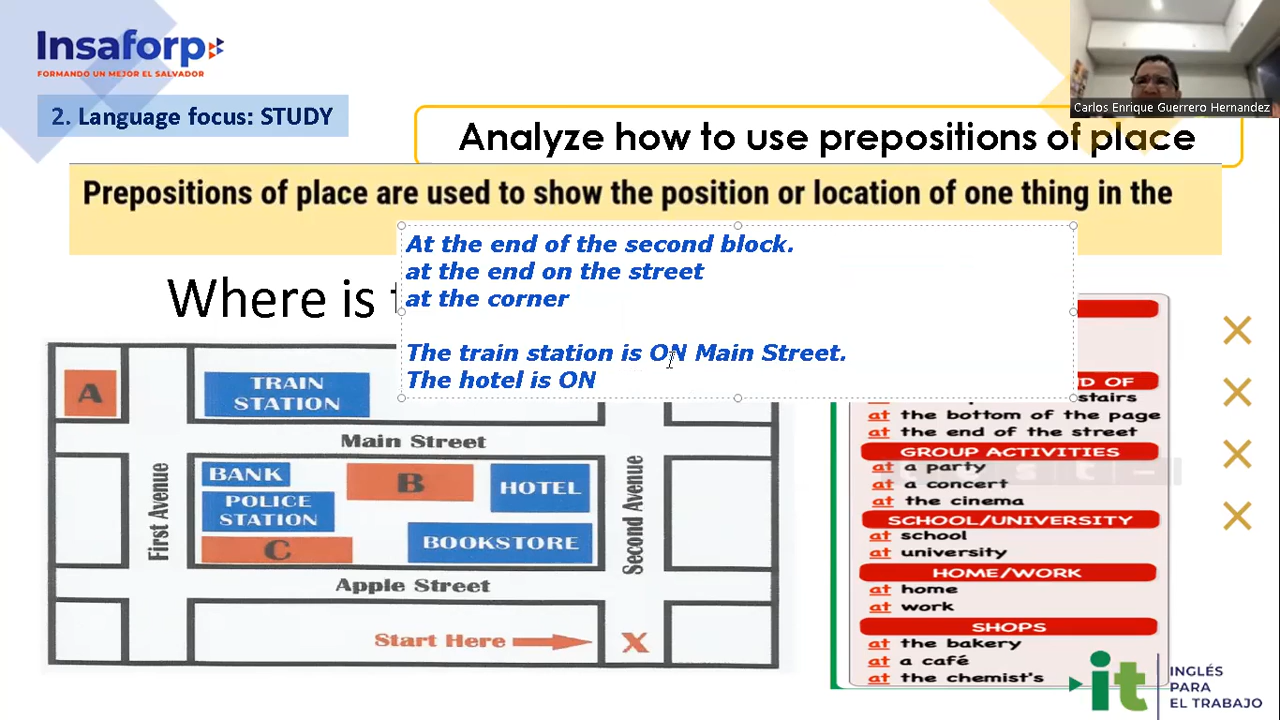 Insaforp
FORMANDO UN MEJOR EL SALVADOR
Carlos Enrique Guerrero Hernandez
2. Language focus: STUDY
Analyze how to use prepositions of place
Prepositions of place are used to show the position or location of one thing in the
At the end of the second block.
at the end on the street
at the corner
The train station is ON Main Street.
The hotel is ON
Where is
A
TRAIN
STATION
Main Street
BANK
B
HOTEL
POLICE
STATION
C
BOOKSTORE
First Avenue
Second Avenue
Apple Street
Start Here
X
D OF
stairs
at the bottom of the page
at the end of the street
GROUP ACTIVITIES
at a party
at a concert
at the cinema
SCHOOL/UNIVERSITY
at school
at university
HOME/WORK
at home
at work
SHOPS
at the bakery
at a café
at the chemist's
it
INGLÉS
PARA
EL TRABAJO